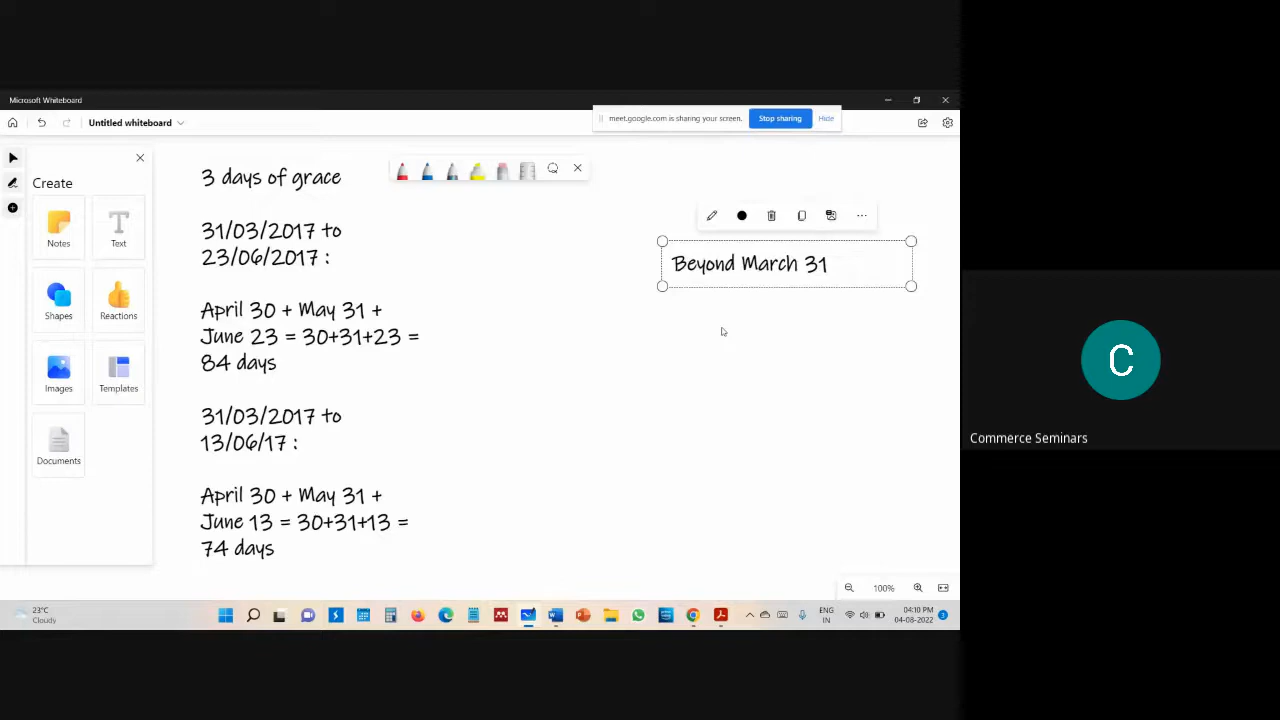 Microsoft Whiteboard
Untitled whiteboard
meet.google.com is sharing your screen.
Stop sharing
Hide
Create
Notes
Text
Shapes
Reactions
Images
Templates
Documents
3 days of grace
31/03/2017 to
23/06/2017 :
April 30 + May 31 +
June 23 = 30+31+23 =
84 days
31/03/2017 to
13/06/17 :
April 30 + May 31 +
June 13 = 30+31+13 =
74 days
Beyond March 31
C
Commerce Seminars
100%
23°C
Cloudy
ENG
IN
04:10 PM
04-08-2022
3